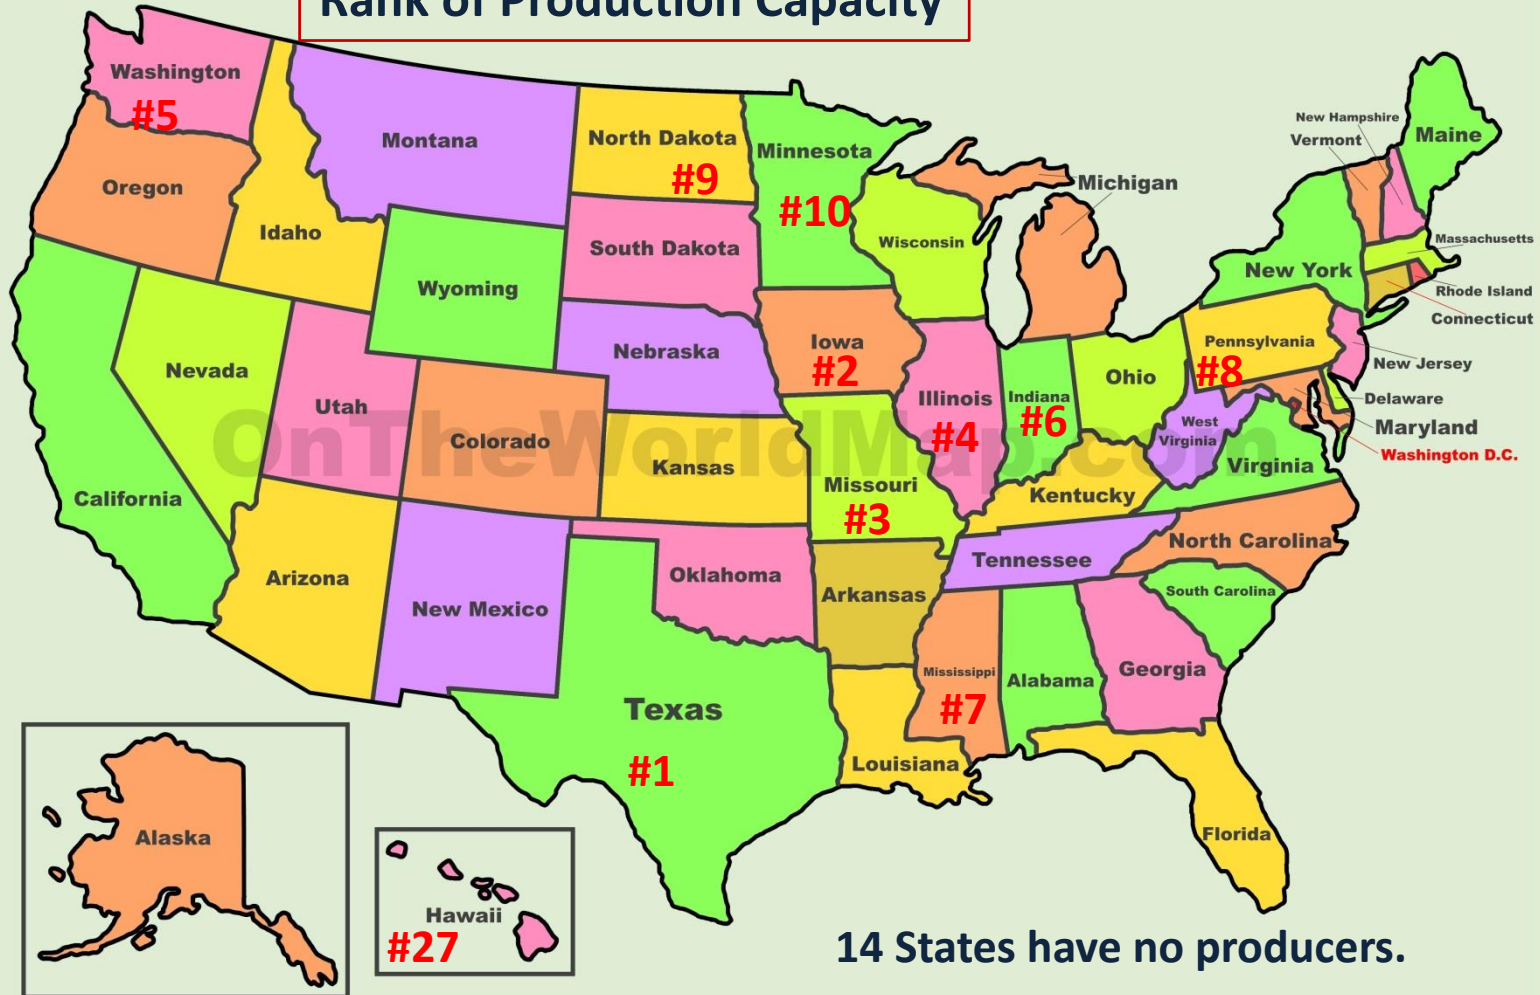 Rank of Production Capacity
Washington
#5
Oregon
Idaho
Montana
North Dakota
#9
Minnesota
#10
South Dakota
Wyoming
Nebraska
Iowa
#2
Wisconsin
Michigan
New Hampshire
Vermont
Maine
Massachusetts
New York
Rhode Island
Connecticut
Pennsylvania
#8
New Jersey
Delaware
Maryland
Washington D.C.
Nevada
Utah
Colorado
Kansas
California
Illinois
#4
Indiana
#6
Ohio
West
Virginia
Virginia
Kentucky
Missouri
#3
OnTheWorldMap.com
Arizona
New Mexico
Oklahoma
Arkansas
Tennessee
North Carolina
South Carolina
Texas
#1
Louisiana
Mississippi
#7
Alabama
Georgia
Florida
Alaska
Hawaii
#27
14 States have no producers.